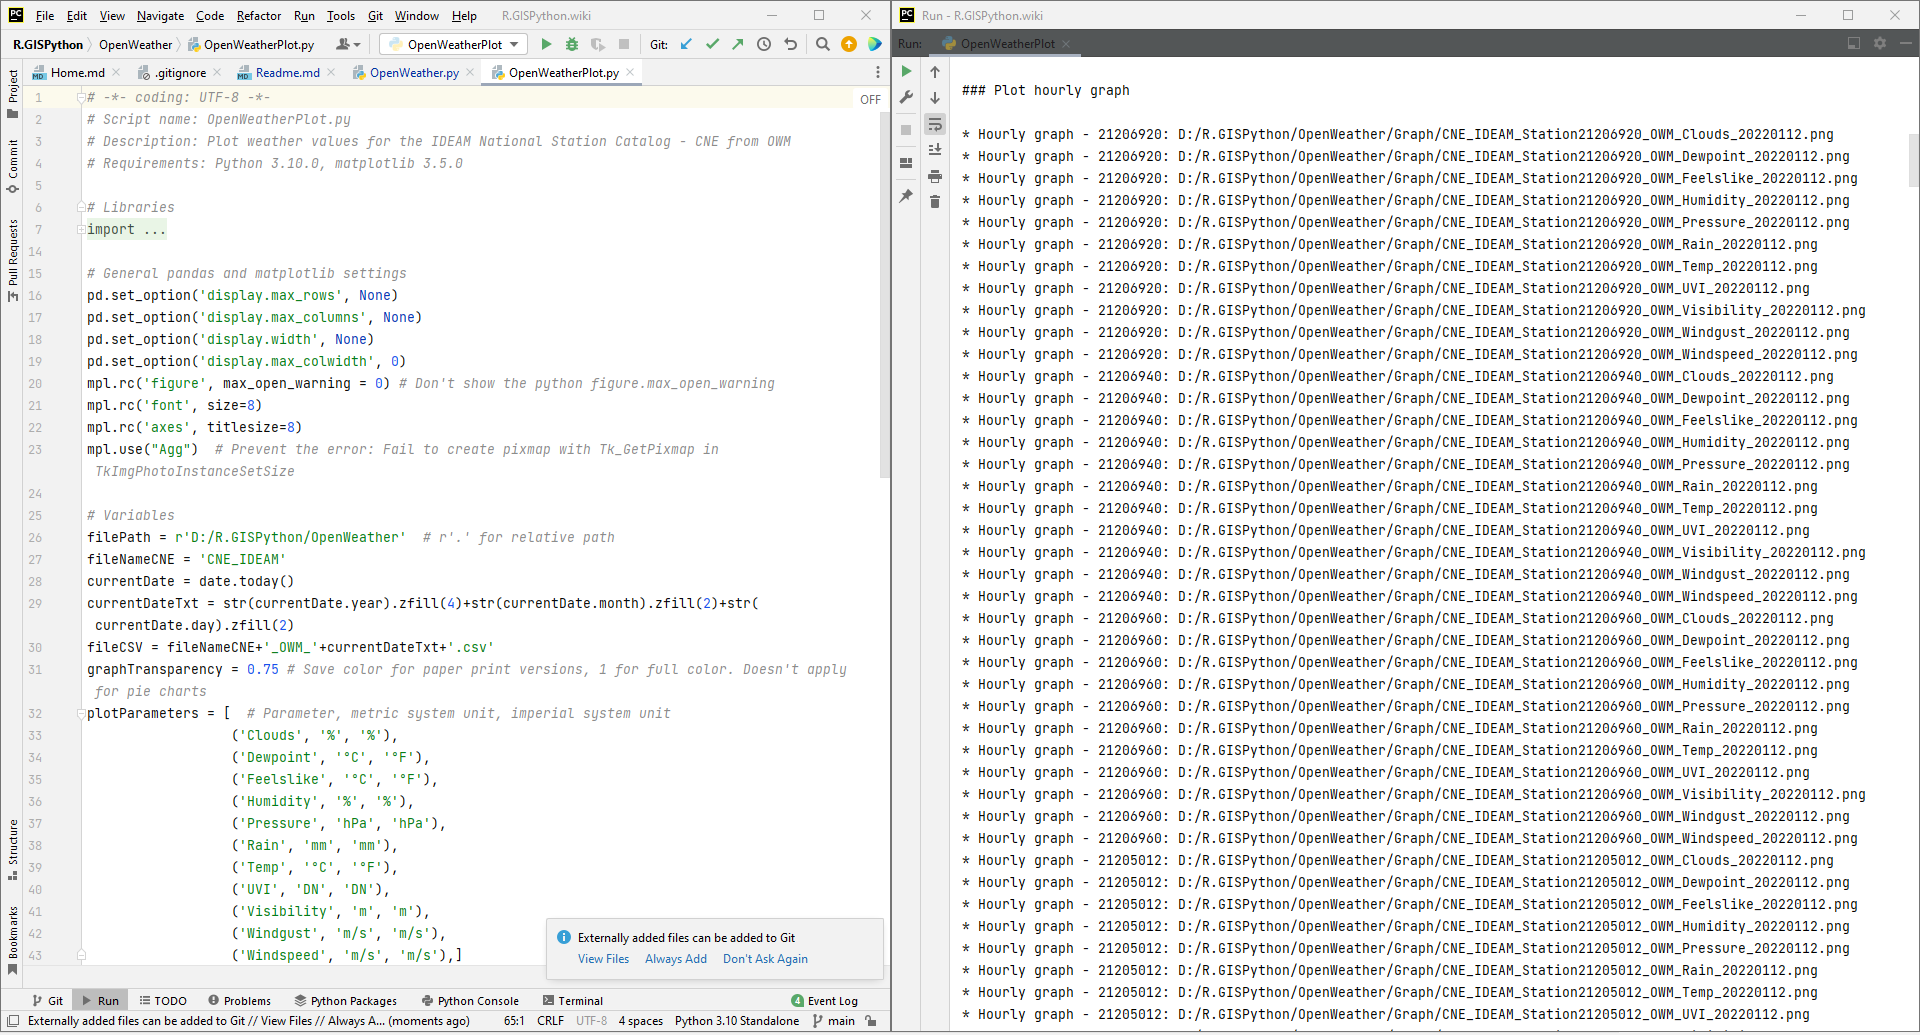 File Edit View Navigate Code Refactor Run Tools Git Window Help R.GISPython.wiki
R.GISPython OpenWeather OpenWeatherPlot.py OpenWeatherPlot Git:
Home.md .gitignore Readme.md OpenWeather.py OpenWeatherPlot.py
Project
Commit
Pull Requests
Structure
Bookmarks
OFF
1 # -*- coding: UTF-8 -*-
2 # Script name: OpenWeatherPlot.py
3 # Description: Plot weather values for the IDEAM National Station Catalog - CNE from OWM
4 # Requirements: Python 3.10.0, matplotlib 3.5.0
5
6 # Libraries
7 import ...
14
15 # General pandas and matplotlib settings
16 pd.set_option('display.max_rows', None)
17 pd.set_option('display.max_columns', None)
18 pd.set_option('display.width', None)
19 pd.set_option('display.max_colwidth', 0)
20 mpl.rc('figure', max_open_warning = 0) # Don't show the python figure.max_open_warning
21 mpl.rc('font', size=8)
22 mpl.rc('axes', titlesize=8)
23 mpl.use("Agg")  # Prevent the error: Fail to create pixmap with Tk_GetPixmap in
TkImgPhotoInstanceSetSize
24
25 # Variables
26 filePath = r'D:/R.GISPython/OpenWeather'  # r'.' for relative path
27 fileNameCNE = 'CNE_IDEAM'
28 currentDate = date.today()
29 currentDateTxt = str(currentDate.year).zfill(4)+str(currentDate.month).zfill(2)+str(
currentDate.day).zfill(2)
30 fileCSV = fileNameCNE+'_OWM_'+currentDateTxt+'.csv'
31 graphTransparency = 0.75 # Save color for paper print versions, 1 for full color. Doesn't apply
for pie charts
32 plotParameters = [  # Parameter, metric system unit, imperial system unit
33 ('Clouds', '%', '%'),
34 ('Dewpoint', '°C', '°F'),
35 ('Feelslike', '°C', '°F'),
36 ('Humidity', '%', '%'),
37 ('Pressure', 'hPa', 'hPa'),
38 ('Rain', 'mm', 'mm'),
39 ('Temp', '°C', '°F'),
40 ('UVI', 'DN', 'DN'),
41 ('Visibility', 'm', 'm'),
42 ('Windgust', 'm/s', 'm/s'),
43 ('Windspeed', 'm/s', 'm/s'),]
Externally added files can be added to Git
View Files Always Add Don't Ask Again
Git Run TODO Problems Python Packages Python Console Terminal 4 Event Log
Externally added files can be added to Git // View Files // Always A... (moments ago) 65:1 CRLF UTF-8 4 spaces Python 3.10 Standalone main
Run - R.GISPython.wiki
Run: OpenWeatherPlot
### Plot hourly graph
* Hourly graph - 21206920: D:/R.GISPython/OpenWeather/Graph/CNE_IDEAM_Station21206920_OWM_Clouds_20220112.png
* Hourly graph - 21206920: D:/R.GISPython/OpenWeather/Graph/CNE_IDEAM_Station21206920_OWM_Dewpoint_20220112.png
* Hourly graph - 21206920: D:/R.GISPython/OpenWeather/Graph/CNE_IDEAM_Station21206920_OWM_Feelslike_20220112.png
* Hourly graph - 21206920: D:/R.GISPython/OpenWeather/Graph/CNE_IDEAM_Station21206920_OWM_Humidity_20220112.png
* Hourly graph - 21206920: D:/R.GISPython/OpenWeather/Graph/CNE_IDEAM_Station21206920_OWM_Pressure_20220112.png
* Hourly graph - 21206920: D:/R.GISPython/OpenWeather/Graph/CNE_IDEAM_Station21206920_OWM_Rain_20220112.png
* Hourly graph - 21206920: D:/R.GISPython/OpenWeather/Graph/CNE_IDEAM_Station21206920_OWM_Temp_20220112.png
* Hourly graph - 21206920: D:/R.GISPython/OpenWeather/Graph/CNE_IDEAM_Station21206920_OWM_UVI_20220112.png
* Hourly graph - 21206920: D:/R.GISPython/OpenWeather/Graph/CNE_IDEAM_Station21206920_OWM_Visibility_20220112.png
* Hourly graph - 21206920: D:/R.GISPython/OpenWeather/Graph/CNE_IDEAM_Station21206920_OWM_Windgust_20220112.png
* Hourly graph - 21206920: D:/R.GISPython/OpenWeather/Graph/CNE_IDEAM_Station21206920_OWM_Windspeed_20220112.png
* Hourly graph - 21206940: D:/R.GISPython/OpenWeather/Graph/CNE_IDEAM_Station21206940_OWM_Clouds_20220112.png
* Hourly graph - 21206940: D:/R.GISPython/OpenWeather/Graph/CNE_IDEAM_Station21206940_OWM_Dewpoint_20220112.png
* Hourly graph - 21206940: D:/R.GISPython/OpenWeather/Graph/CNE_IDEAM_Station21206940_OWM_Feelslike_20220112.png
* Hourly graph - 21206940: D:/R.GISPython/OpenWeather/Graph/CNE_IDEAM_Station21206940_OWM_Humidity_20220112.png
* Hourly graph - 21206940: D:/R.GISPython/OpenWeather/Graph/CNE_IDEAM_Station21206940_OWM_Pressure_20220112.png
* Hourly graph - 21206940: D:/R.GISPython/OpenWeather/Graph/CNE_IDEAM_Station21206940_OWM_Rain_20220112.png
* Hourly graph - 21206940: D:/R.GISPython/OpenWeather/Graph/CNE_IDEAM_Station21206940_OWM_Temp_20220112.png
* Hourly graph - 21206940: D:/R.GISPython/OpenWeather/Graph/CNE_IDEAM_Station21206940_OWM_UVI_20220112.png
* Hourly graph - 21206940: D:/R.GISPython/OpenWeather/Graph/CNE_IDEAM_Station21206940_OWM_Visibility_20220112.png
* Hourly graph - 21206940: D:/R.GISPython/OpenWeather/Graph/CNE_IDEAM_Station21206940_OWM_Windgust_20220112.png
* Hourly graph - 21206940: D:/R.GISPython/OpenWeather/Graph/CNE_IDEAM_Station21206940_OWM_Windspeed_20220112.png
* Hourly graph - 21206960: D:/R.GISPython/OpenWeather/Graph/CNE_IDEAM_Station21206960_OWM_Clouds_20220112.png
* Hourly graph - 21206960: D:/R.GISPython/OpenWeather/Graph/CNE_IDEAM_Station21206960_OWM_Dewpoint_20220112.png
* Hourly graph - 21206960: D:/R.GISPython/OpenWeather/Graph/CNE_IDEAM_Station21206960_OWM_Feelslike_20220112.png
* Hourly graph - 21206960: D:/R.GISPython/OpenWeather/Graph/CNE_IDEAM_Station21206960_OWM_Humidity_20220112.png
* Hourly graph - 21206960: D:/R.GISPython/OpenWeather/Graph/CNE_IDEAM_Station21206960_OWM_Pressure_20220112.png
* Hourly graph - 21206960: D:/R.GISPython/OpenWeather/Graph/CNE_IDEAM_Station21206960_OWM_Rain_20220112.png
* Hourly graph - 21206960: D:/R.GISPython/OpenWeather/Graph/CNE_IDEAM_Station21206960_OWM_Temp_20220112.png
* Hourly graph - 21206960: D:/R.GISPython/OpenWeather/Graph/CNE_IDEAM_Station21206960_OWM_UVI_20220112.png
* Hourly graph - 21206960: D:/R.GISPython/OpenWeather/Graph/CNE_IDEAM_Station21206960_OWM_Visibility_20220112.png
* Hourly graph - 21206960: D:/R.GISPython/OpenWeather/Graph/CNE_IDEAM_Station21206960_OWM_Windgust_20220112.png
* Hourly graph - 21206960: D:/R.GISPython/OpenWeather/Graph/CNE_IDEAM_Station21206960_OWM_Windspeed_20220112.png
* Hourly graph - 21205012: D:/R.GISPython/OpenWeather/Graph/CNE_IDEAM_Station21205012_OWM_Clouds_20220112.png
* Hourly graph - 21205012: D:/R.GISPython/OpenWeather/Graph/CNE_IDEAM_Station21205012_OWM_Dewpoint_20220112.png
* Hourly graph - 21205012: D:/R.GISPython/OpenWeather/Graph/CNE_IDEAM_Station21205012_OWM_Feelslike_20220112.png
* Hourly graph - 21205012: D:/R.GISPython/OpenWeather/Graph/CNE_IDEAM_Station21205012_OWM_Humidity_20220112.png
* Hourly graph - 21205012: D:/R.GISPython/OpenWeather/Graph/CNE_IDEAM_Station21205012_OWM_Pressure_20220112.png
* Hourly graph - 21205012: D:/R.GISPython/OpenWeather/Graph/CNE_IDEAM_Station21205012_OWM_Rain_20220112.png
* Hourly graph - 21205012: D:/R.GISPython/OpenWeather/Graph/CNE_IDEAM_Station21205012_OWM_Temp_20220112.png
* Hourly graph - 21205012: D:/R.GISPython/OpenWeather/Graph/CNE_IDEAM_Station21205012_OWM_UVI_20220112.png